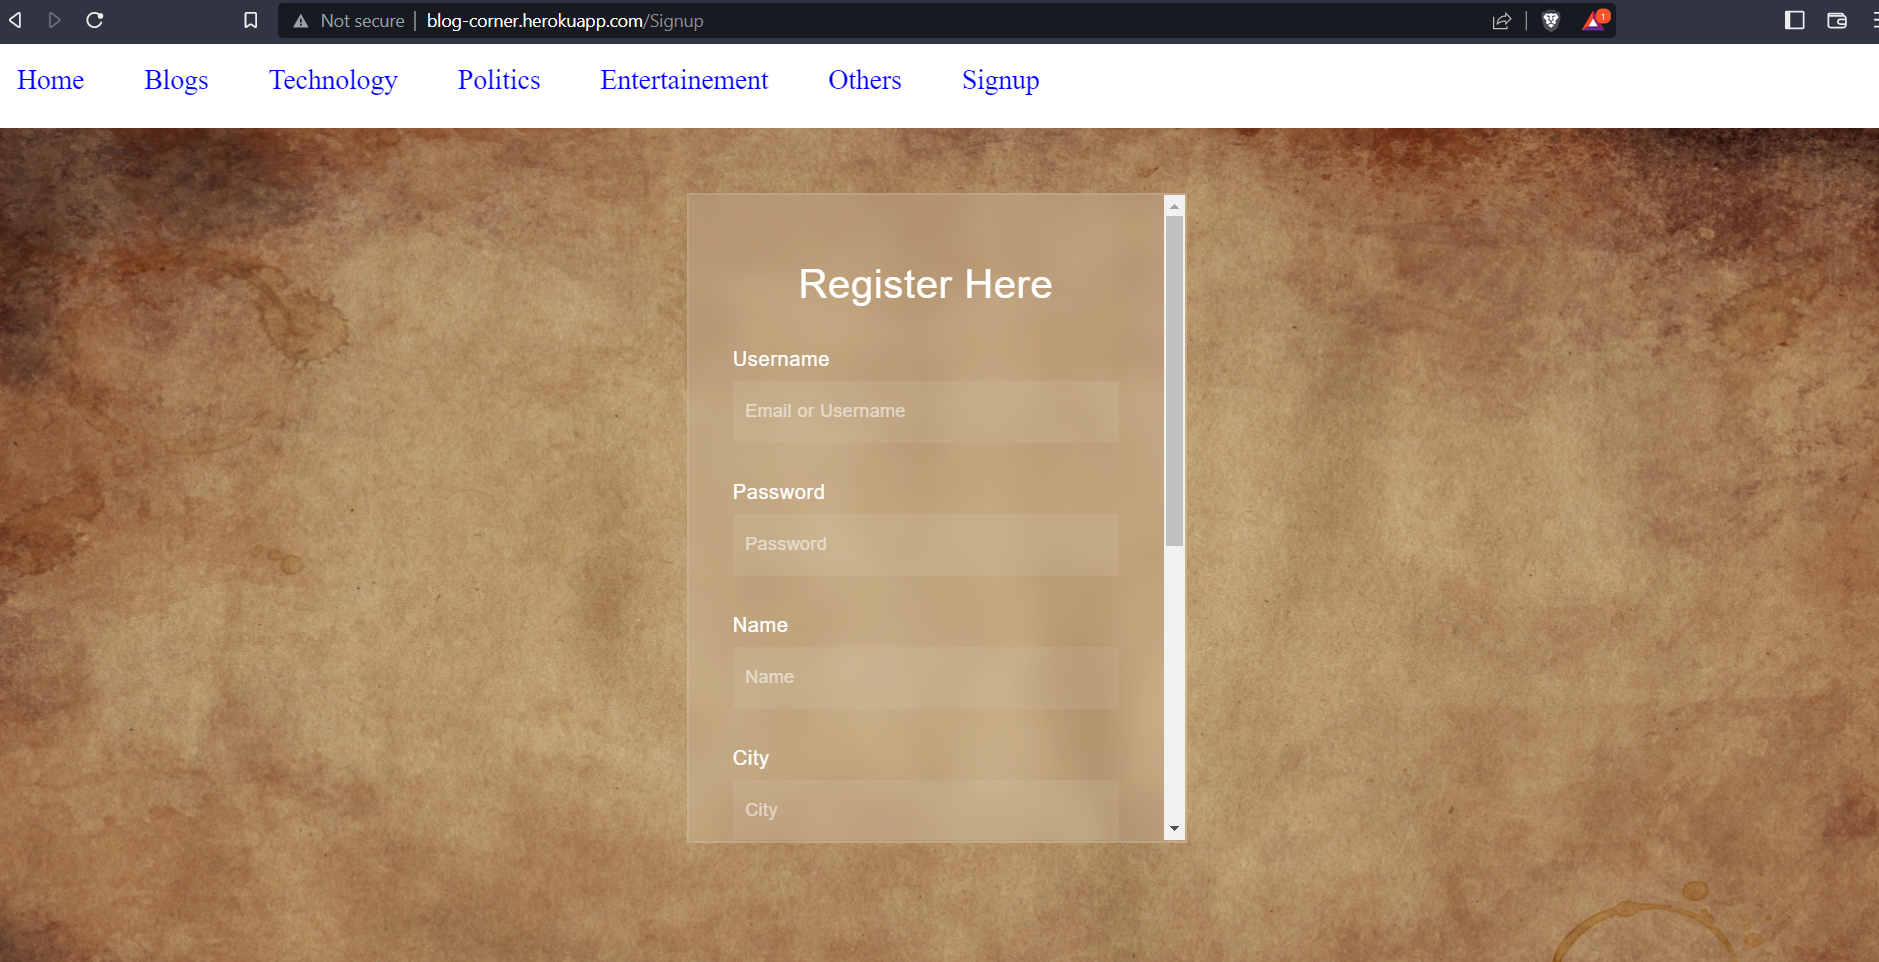 Not secure | blog-corner.herokuapp.com/Signup
1
Home Blogs Technology Politics Entertainement Others Signup
Register Here
Username
Email or Username
Password
Password
Name
Name
City
City